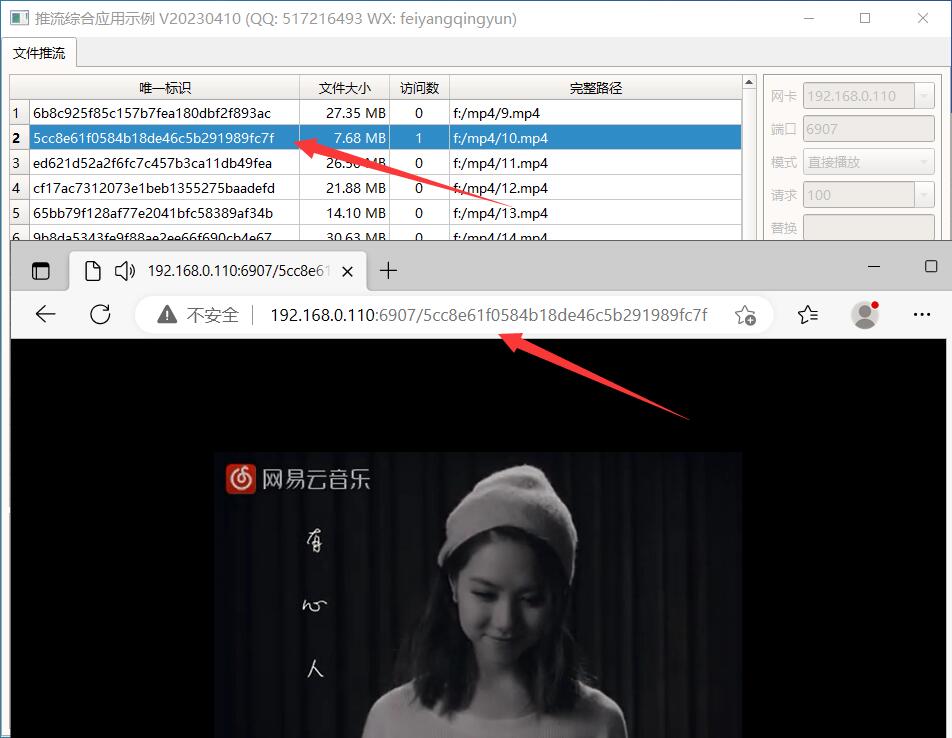 推流综合应用示例 V20230410 (QQ: 517216493 WX: feiyangqingyun)
文件推流
唯一标识 文件大小 访问数 完整路径
1 6b8c925f85c157b7fea180dbf2f893ac 27.35 MB 0 f:/mp4/9.mp4
2 5cc8e61f0584b18de46c5b291989fc7f 7.68 MB 1 f:/mp4/10.mp4
3 ed621d52a2f6fc7c457b3ca11db49fea 26.56 MB 0 f:/mp4/11.mp4
4 cf17ac7312073e1beb1355275baadefd 21.88 MB 0 f:/mp4/12.mp4
5 65bb79f128af77e2041bfc58389af34b 14.10 MB 0 f:/mp4/13.mp4
6 9b8da5343fe9f88ae2ee66f690cb4e67 30.63 MB 0 f:/mp4/14.mp4
网卡 192.168.0.110
端口 6907
模式 直接播放
请求 100
替换
192.168.0.110:6907/5cc8e61
不安全 192.168.0.110:6907/5cc8e61f0584b18de46c5b291989fc7f
网易云音乐
有
心
人